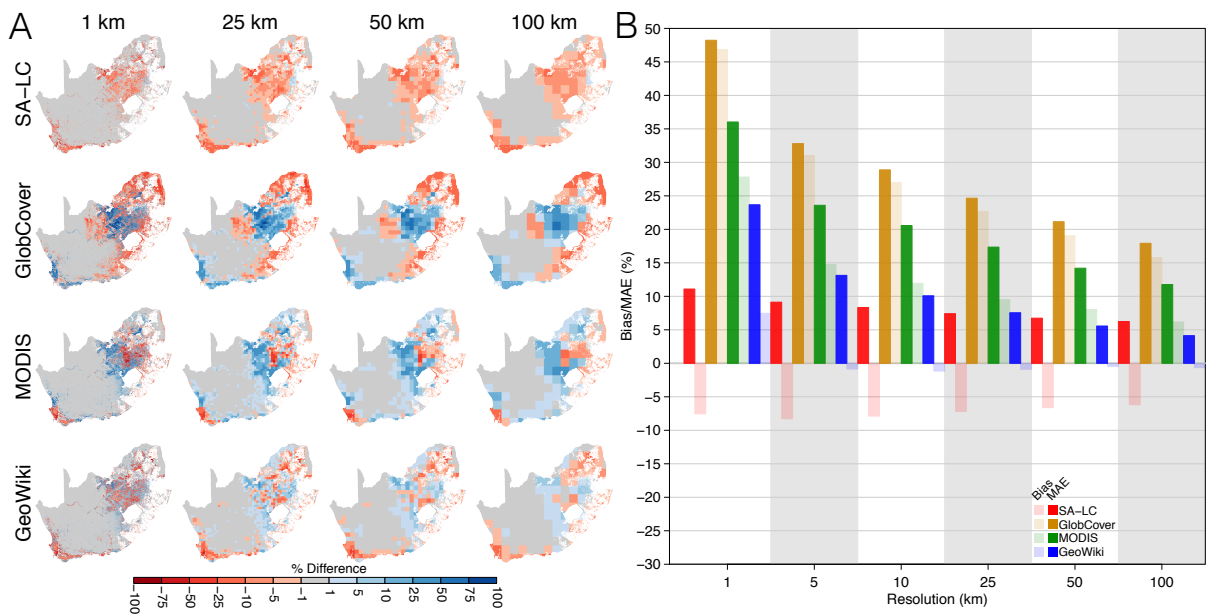 A
1 km 25 km 50 km 100 km
SA−LC
GlobCover
MODIS
GeoWiki
% Difference
−100 −75 −50 −25 −10 −5 −1 1 5 10 25 50 75 100
B
Bias/MAE (%)
50
45
40
35
30
25
20
15
10
5
0
−5
−10
−15
−20
−25
−30
Bias MAE
SA−LC
GlobCover
MODIS
GeoWiki
1 5 10 25 50 100
Resolution (km)